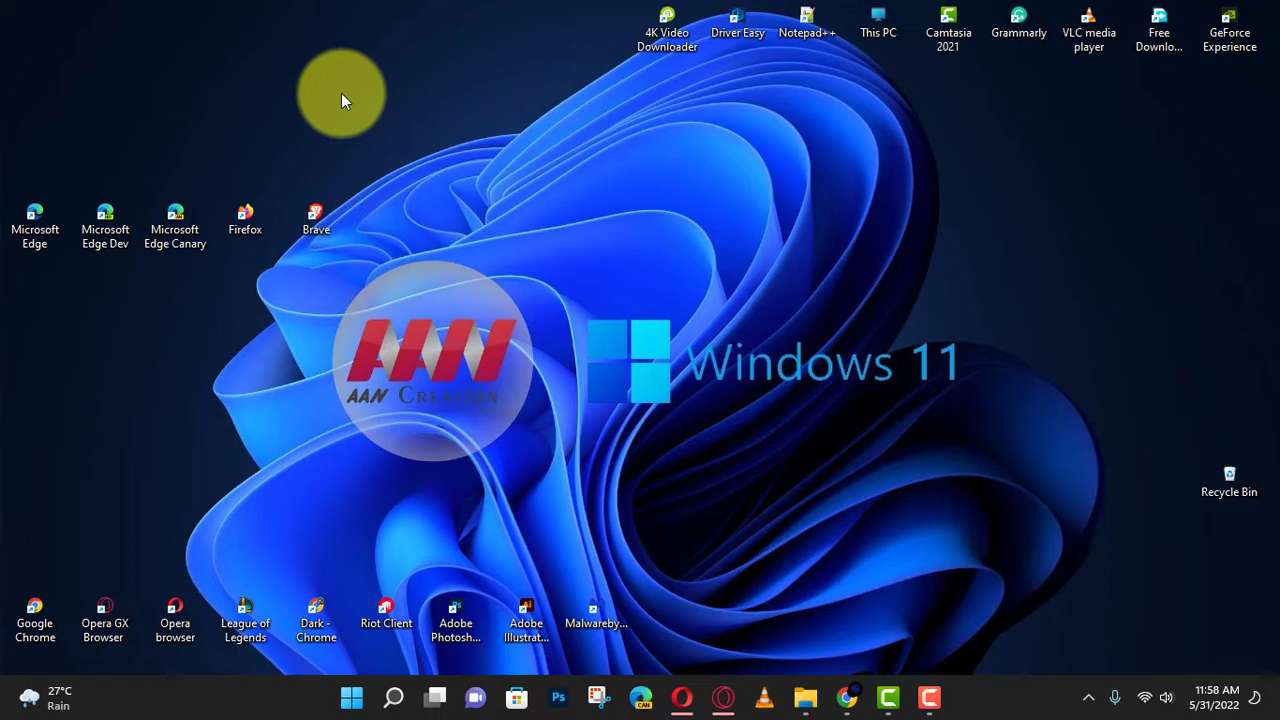 4K Video
Downloader
Driver Easy
Notepad++
This PC
Camtasia
2021
Grammarly
VLC media
player
Free
Downlo...
GeForce
Experience
Microsoft
Edge
Microsoft
Edge Dev
Microsoft
Edge Canary
Firefox
Brave
AAN
AAN CREATION
Windows 11
Recycle Bin
Google
Chrome
Opera GX
Browser
Opera
browser
League of
Legends
Dark -
Chrome
Riot Client
Adobe
Photosh...
Adobe
Illustrat...
Malwareby...
27°C
Rain
Ps
CAN
11:58 AM
5/31/2022